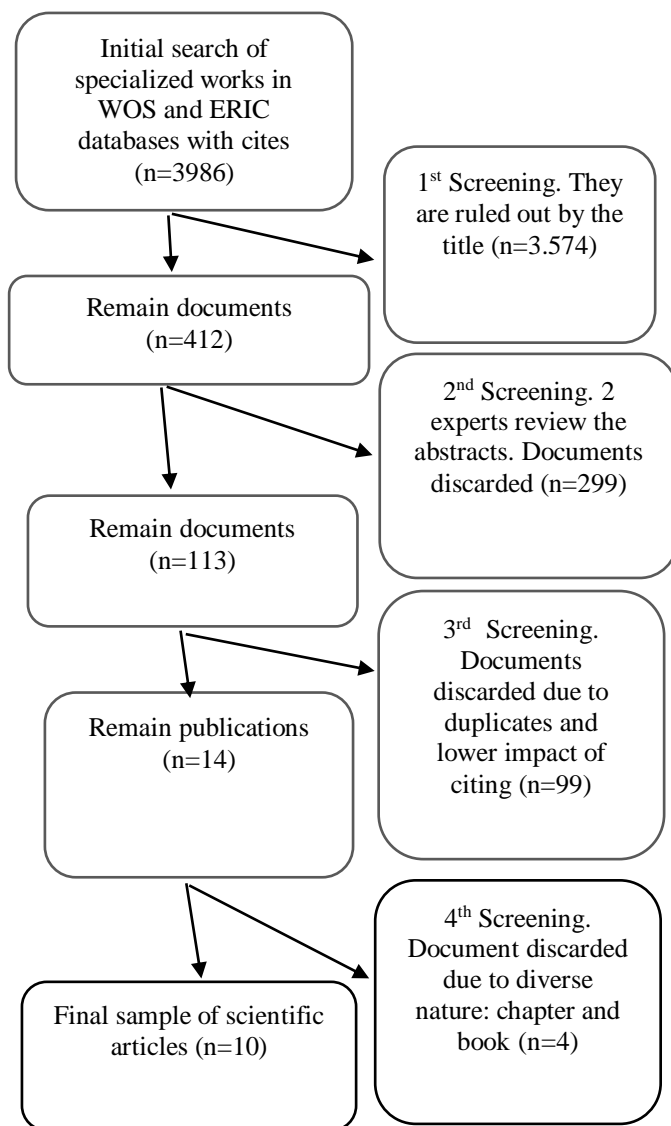 Initial search of
specialized works in
WOS and ERIC
databases with cites
(n=3986)
1st Screening. They
are ruled out by the
title (n=3.574)
Remain documents
(n=412)
2nd Screening. 2
experts review the
abstracts. Documents
discarded (n=299)
Remain documents
(n=113)
3rd Screening.
Documents
discarded due to
duplicates and
lower impact of
citing (n=99)
Remain publications
(n=14)
4th Screening.
Document discarded
due to diverse
nature: chapter and
book (n=4)
Final sample of scientific
articles (n=10)